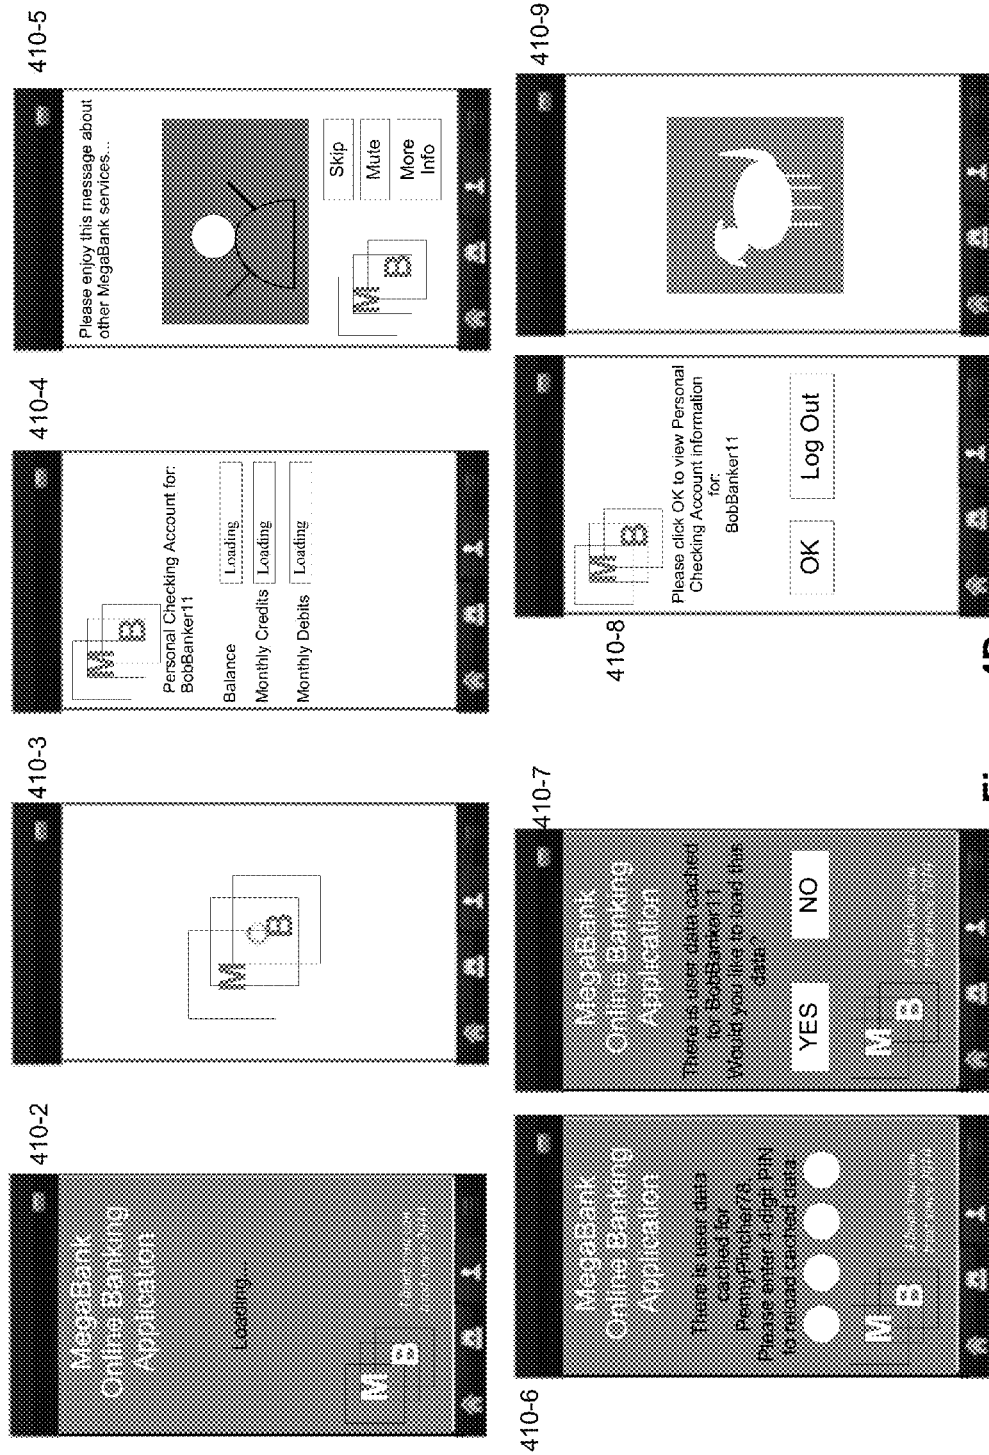 410-2
MegaBank
Online Banking
Application
Loading...
M
B
410-3
M
B
410-4
M
B
Personal Checking Account for:
BobBanker11
Balance Loading
Monthly Credits Loading
Monthly Debits Loading
410-5
Please enjoy this message about
other MegaBank services...
Skip
Mute
More
Info
M
B
410-6
MegaBank
Online Banking
Application
There is user data
cached for
PennyPincher78.
Please enter 4-digit PIN
to reload cached data.
M
B
410-7
MegaBank
Online Banking
Application
There is user data cached
for BobBanker11.
Would you like to load this
data?
YES NO
M
B
410-8
M
B
Please click OK to view Personal
Checking Account information
for:
BobBanker11
OK Log Out
410-9